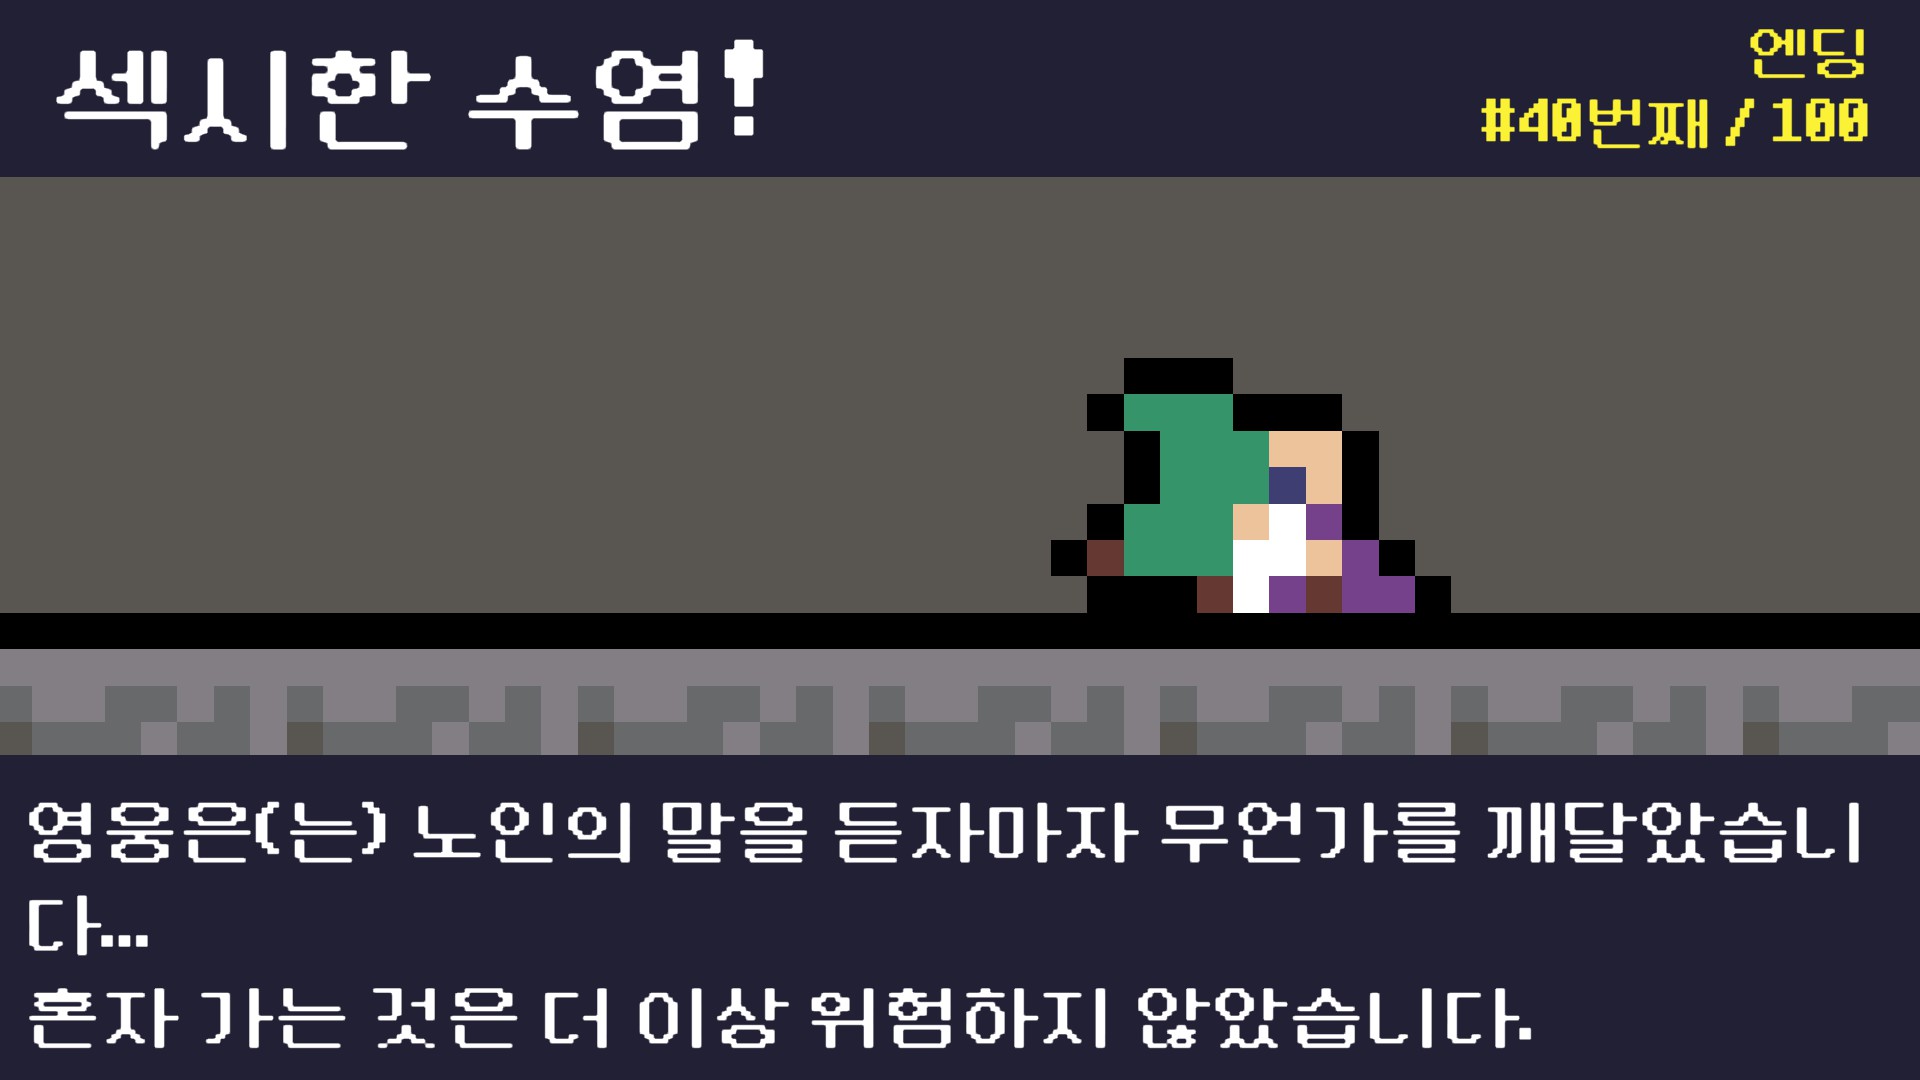 섹시한 수염!
엔딩
#40번째 / 100
영웅은(는) 노인의 말을 듣자마자 무언가를 깨달았습니
다...
혼자 가는 것은 더 이상 위험하지 않았습니다.